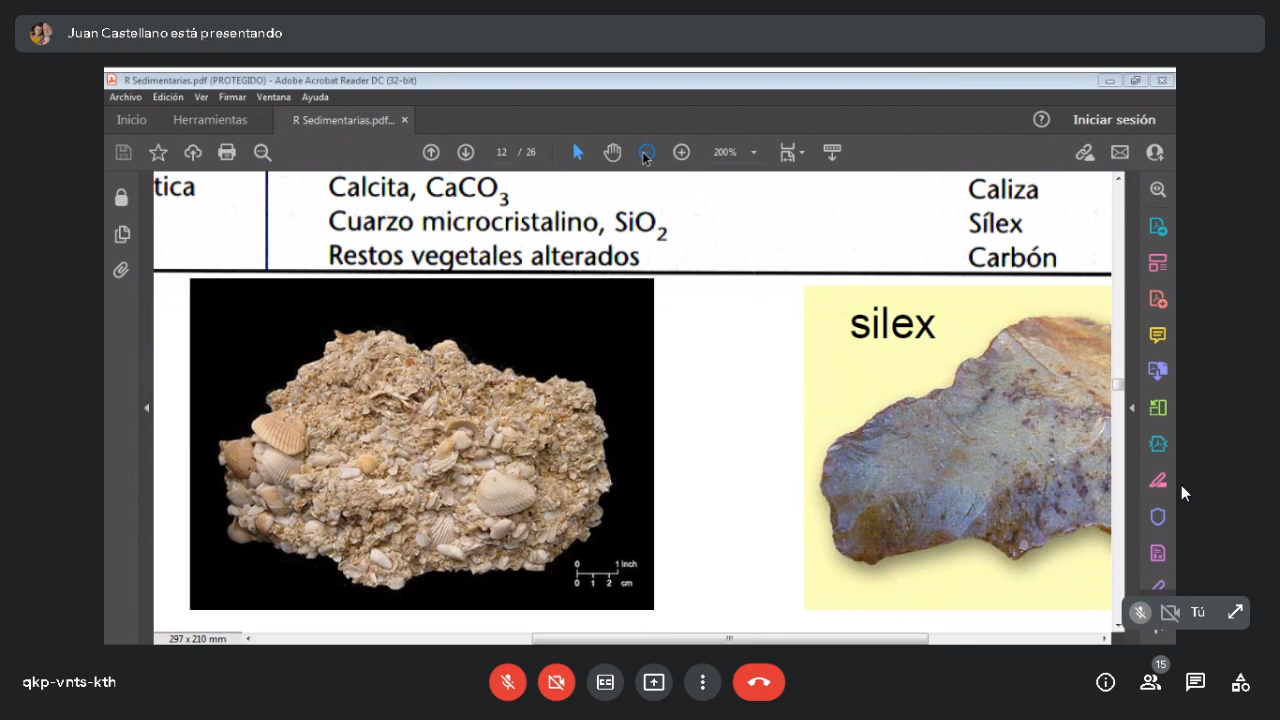 Juan Castellano está presentando
R Sedimentarias.pdf (PROTEGIDO) - Adobe Acrobat Reader DC (32-bit)
Archivo Edición Ver Firmar Ventana Ayuda
Inicio Herramientas R Sedimentarias.pdf... × Iniciar sesión
12 / 26 200%
tica Calcita, CaCO3 Caliza
Cuarzo microcristalino, SiO2 Sílex
Restos vegetales alterados Carbón
silex
0 1 Inch
0 1 2 cm
Tú
297 x 210 mm
15
qkp-vnts-kth